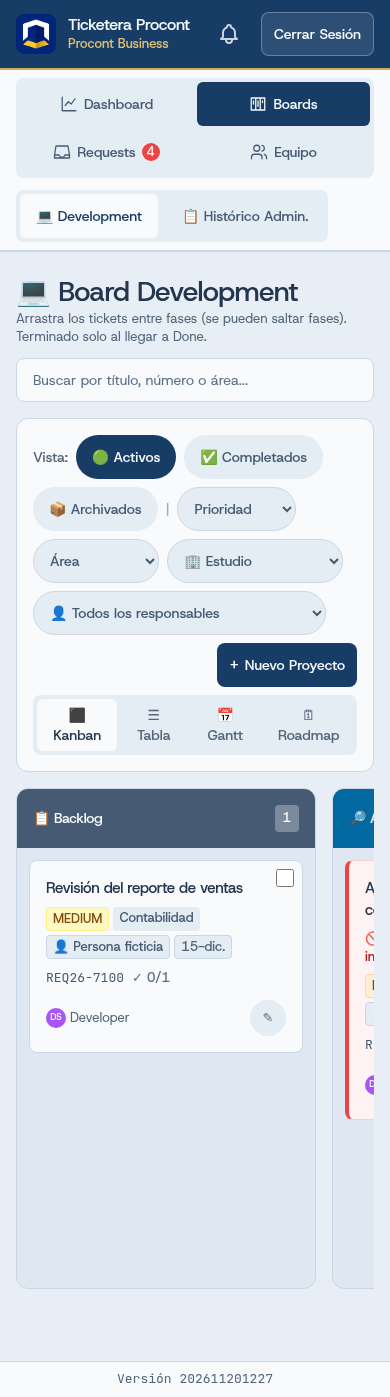 Ticketera Procont
Procont Business
Cerrar Sesión
Dashboard
Boards
Requests 4
Equipo
Development
Histórico Admin.
Board Development
Arrastra los tickets entre fases (se pueden saltar fases).
Terminado solo al llegar a Done.
Buscar por título, número o área...
Vista: Activos Completados
Archivados | Prioridad
Área Estudio
Todos los responsables
+ Nuevo Proyecto
Kanban Tabla Gantt Roadmap
Backlog 1
Revisión del reporte de ventas
MEDIUM Contabilidad
Persona ficticia 15-dic.
REQ26-7100 ✓ 0/1
DS Developer
Versión 202611201227